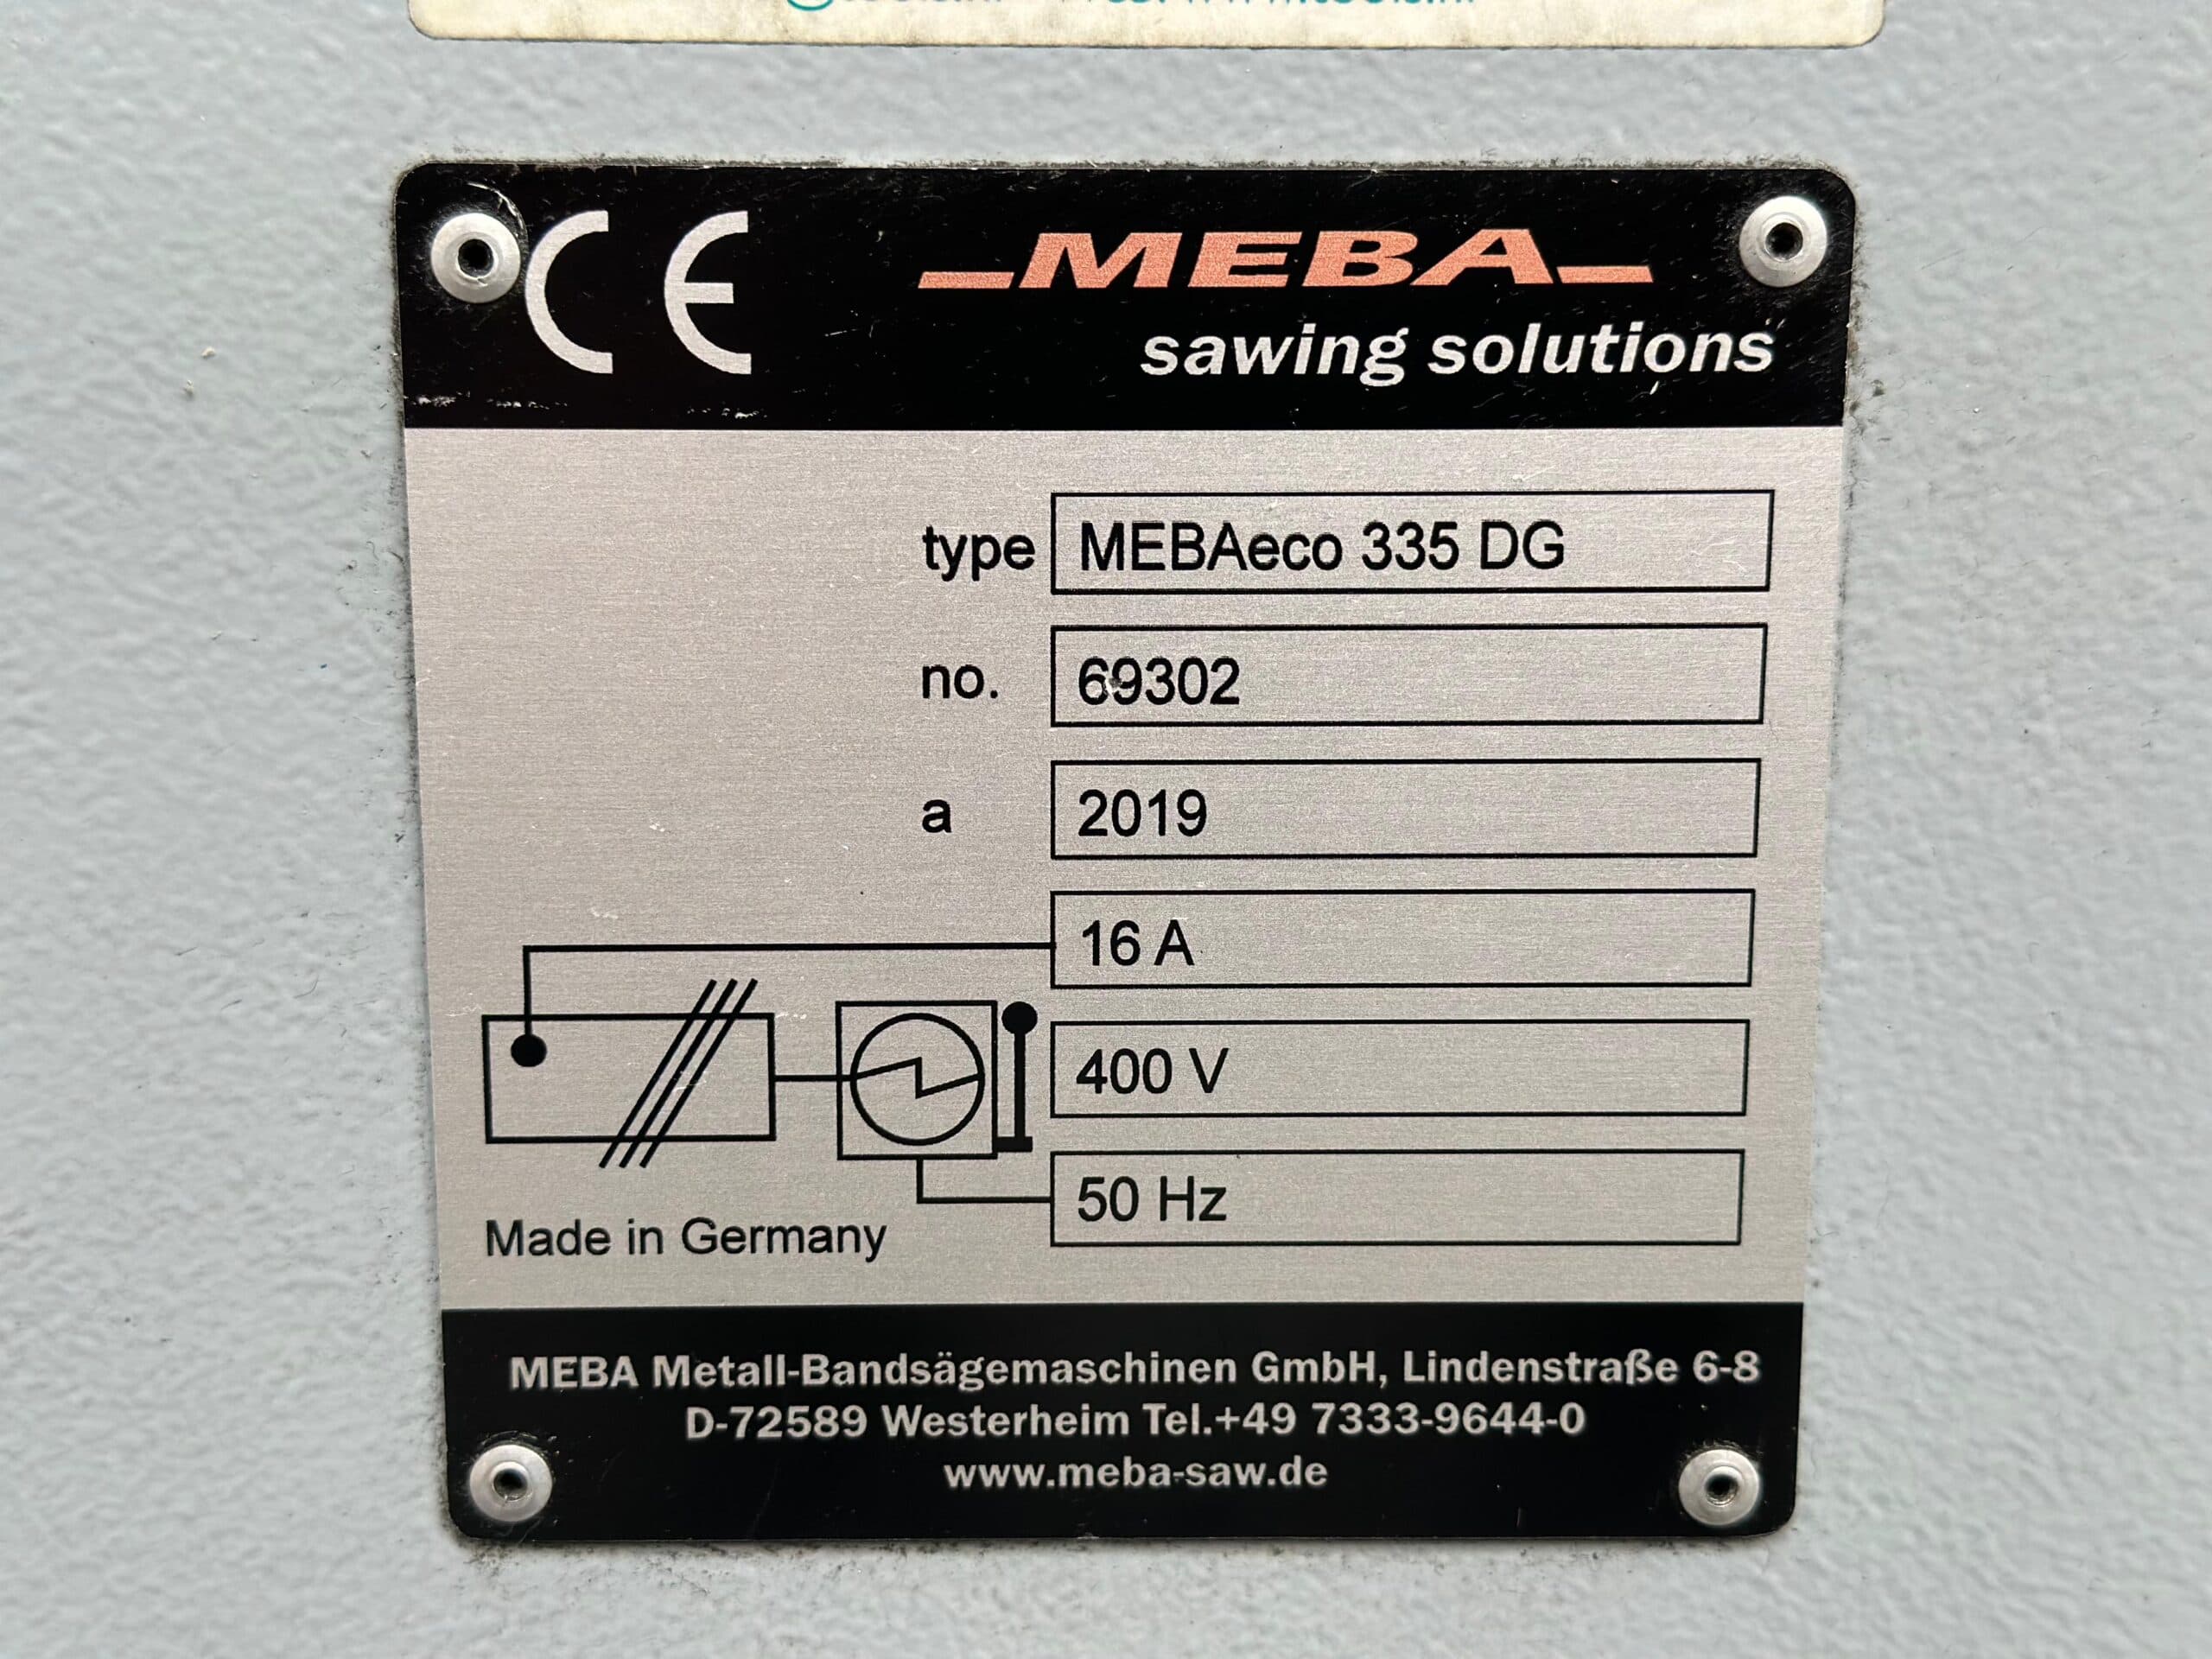 CE MEBA
sawing solutions
type MEBAeco 335 DG
no. 69302
a 2019
16 A
400 V
50 Hz
Made in Germany
MEBA Metall-Bandsägemaschinen GmbH, Lindenstraße 6-8
D-72589 Westerheim Tel.+49 7333-9644-0
www.meba-saw.de